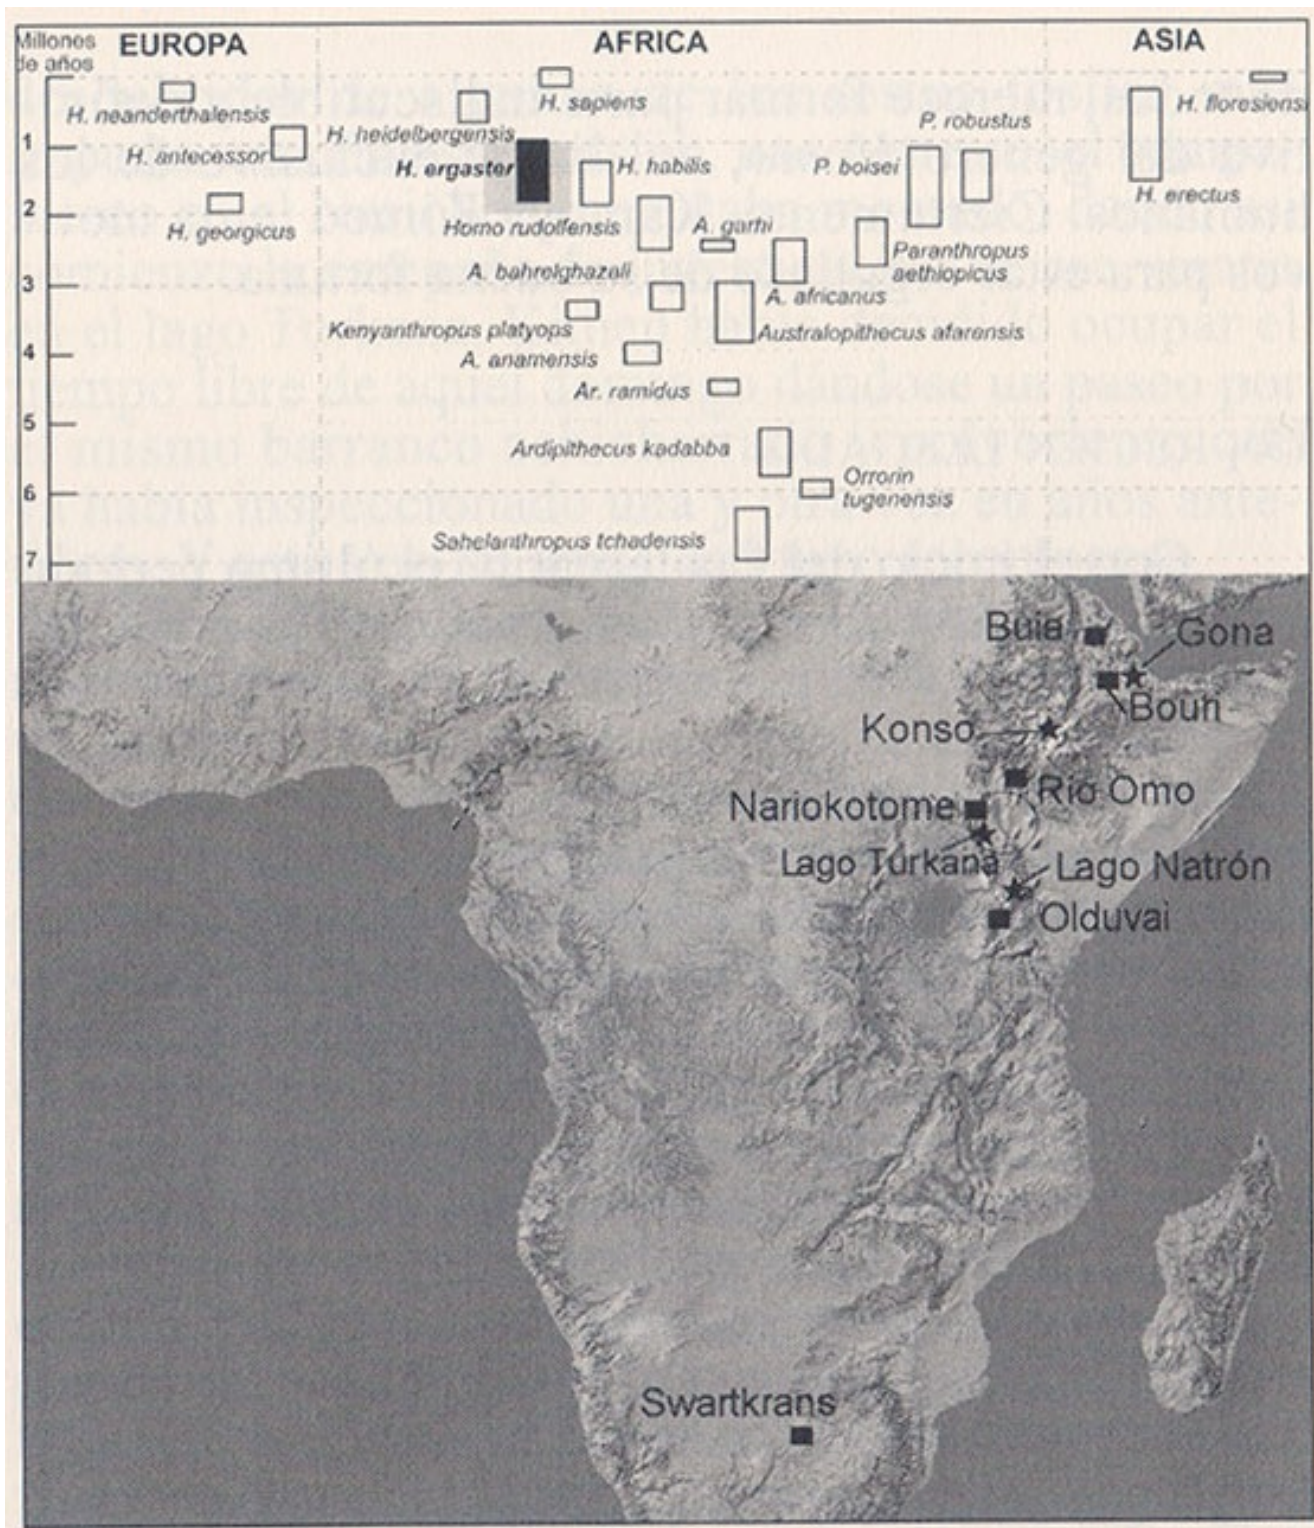 Millones
de años
EUROPA
AFRICA
ASIA
H. neanderthalensis
H. sapiens
H. floresiensi
H. heidelbergensis
P. robustus
1
H. antecessor
H. ergaster
H. habilis
P. boisei
H. erectus
2
H. georgicus
Homo rudolfensis
A. garhi
Paranthropus
aethiopicus
A. bahrelghazali
3
A. africanus
Kenyanthropus platyops
Australopithecus afarensis
4
A. anamensis
Ar. ramidus
5
Ardipithecus kadabba
Orrorin
tugenensis
6
Sahelanthropus tchadensis
7
Buia
Gona
Bouri
Konso
Río Omo
Nariokotome
Lago Turkana
Lago Natrón
Olduvai
Swartkrans